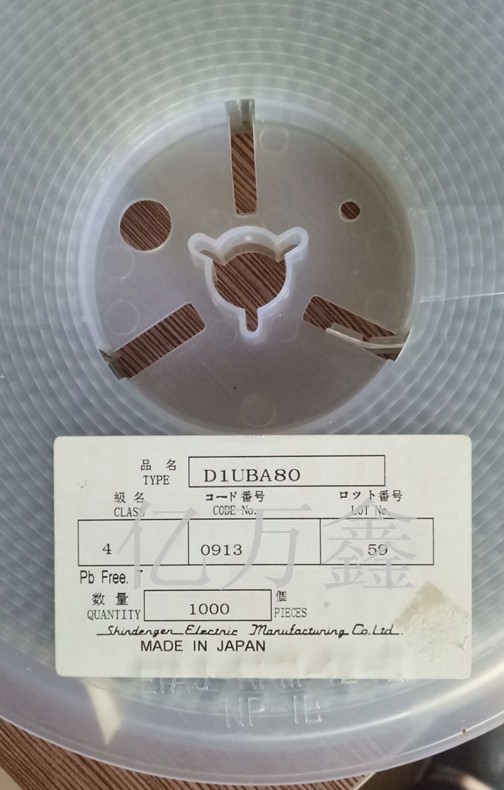 品名
TYPE
D1UBA80
級名
CLASS
コード番号
CODE No.
ロット番号
LOT No.
4
0913
59
Pb Free. T
数量
QUANTITY
1000
個
PIECES
Shindengen Electric Manufacturing Co.Ltd.
MADE IN JAPAN
亿万鑫
NP-1B